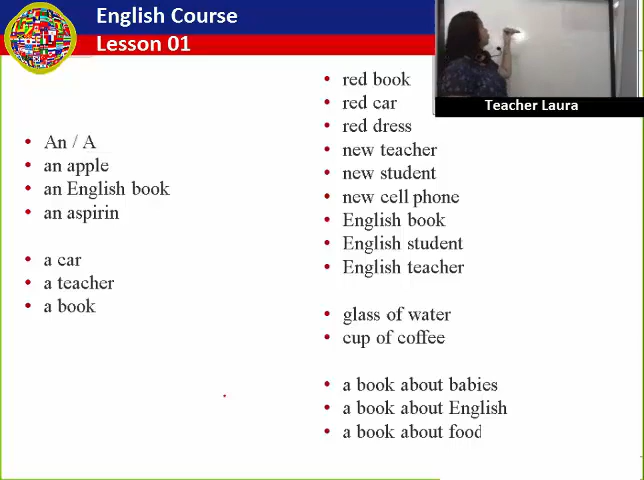 English Course
Lesson 01
Teacher Laura
An / A
an apple
an English book
an aspirin
a car
a teacher
a book
red book
red car
red dress
new teacher
new student
new cell phone
English book
English student
English teacher
glass of water
cup of coffee
a book about babies
a book about English
a book about food